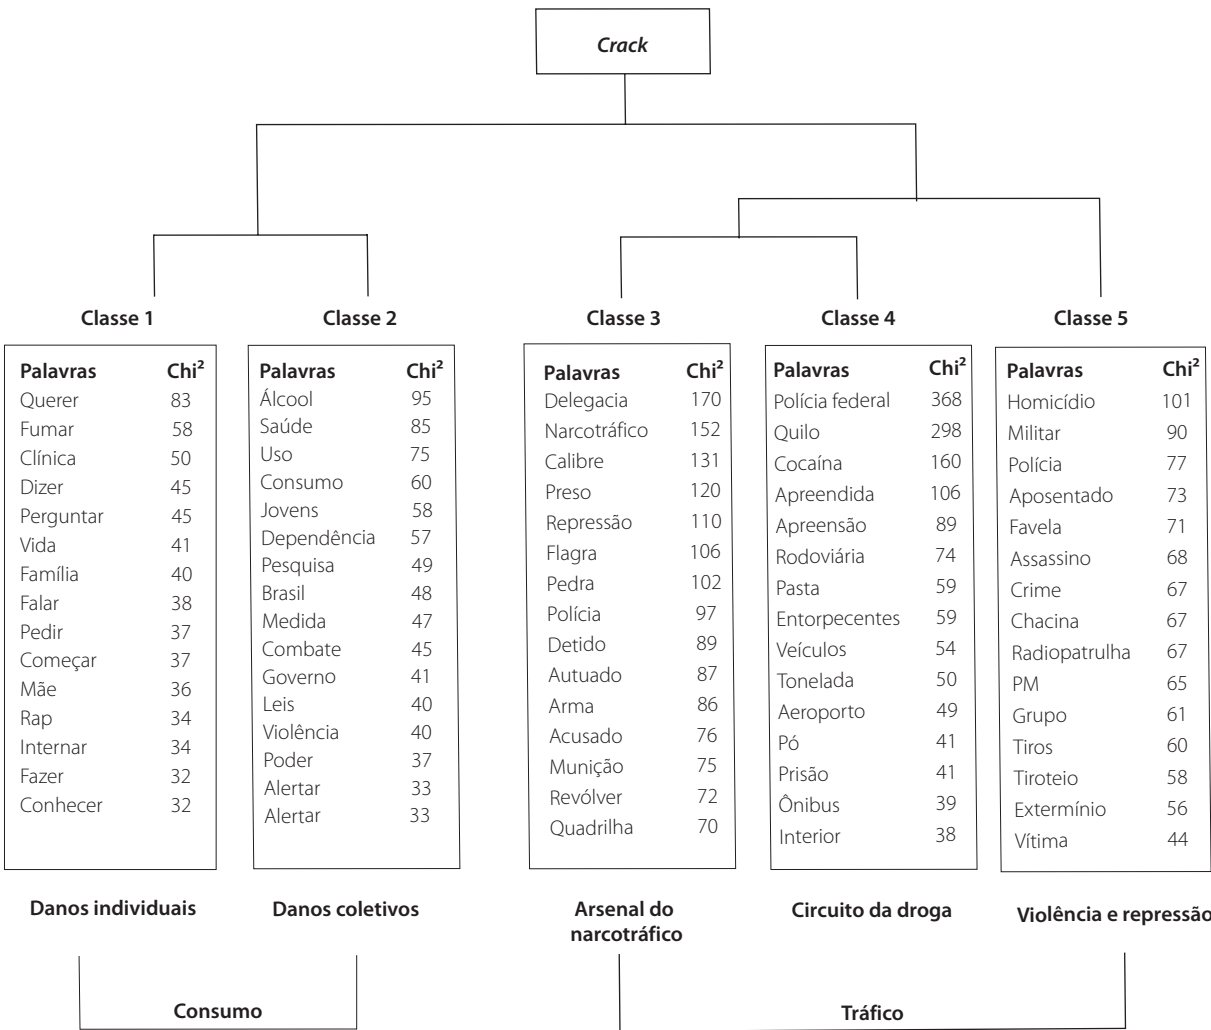 Crack
Classe 1
Classe 2
Classe 3
Classe 4
Classe 5
Palavras Chi²
Querer 83
Fumar 58
Clínica 50
Dizer 45
Perguntar 45
Vida 41
Família 40
Falar 38
Pedir 37
Começar 37
Mãe 36
Rap 34
Internar 34
Fazer 32
Conhecer 32
Palavras Chi²
Álcool 95
Saúde 85
Uso 75
Consumo 60
Jovens 58
Dependência 57
Pesquisa 49
Brasil 48
Medida 47
Combate 45
Governo 41
Leis 40
Violência 40
Poder 37
Alertar 33
Alertar 33
Palavras Chi²
Delegacia 170
Narcotráfico 152
Calibre 131
Preso 120
Repressão 110
Flagra 106
Pedra 102
Polícia 97
Detido 89
Autuado 87
Arma 86
Acusado 76
Munição 75
Revólver 72
Quadrilha 70
Palavras Chi²
Polícia federal 368
Quilo 298
Cocaína 160
Apreendida 106
Apreensão 89
Rodoviária 74
Pasta 59
Entorpecentes 59
Veículos 54
Tonelada 50
Aeroporto 49
Pó 41
Prisão 41
Ônibus 39
Interior 38
Palavras Chi²
Homicídio 101
Militar 90
Polícia 77
Aposentado 73
Favela 71
Assassino 68
Crime 67
Chacina 67
Radiopatrulha 67
PM 65
Grupo 61
Tiros 60
Tiroteio 58
Extermínio 56
Vítima 44
Danos individuais
Danos coletivos
Arsenal do
narcotráfico
Circuito da droga
Violência e repressão
Consumo
Tráfico